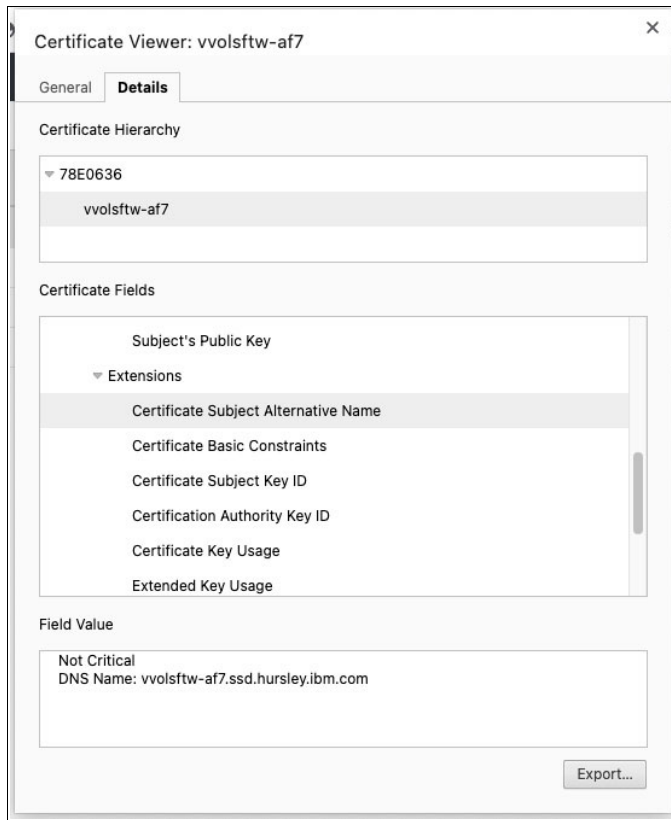 Certificate Viewer: vvolsftw-af7
General Details
Certificate Hierarchy
78E0636
vvolsftw-af7
Certificate Fields
Subject's Public Key
Extensions
Certificate Subject Alternative Name
Certificate Basic Constraints
Certificate Subject Key ID
Certification Authority Key ID
Certificate Key Usage
Extended Key Usage
Field Value
Not Critical
DNS Name: vvolsftw-af7.ssd.hursley.ibm.com
Export...